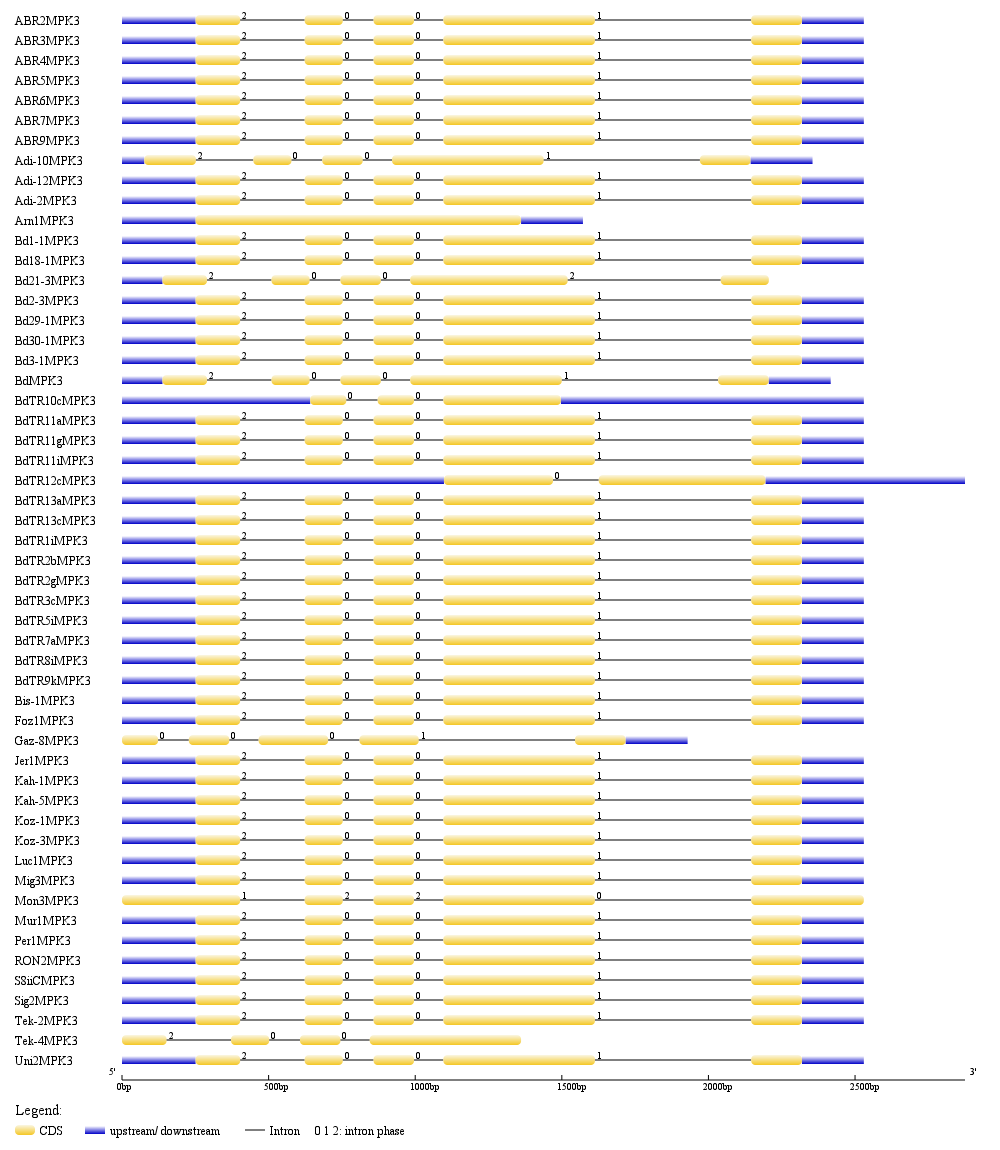 ABR2MPK3 2 0 0 1
ABR3MPK3 2 0 0 1
ABR4MPK3 2 0 0 1
ABR5MPK3 2 0 0 1
ABR6MPK3 2 0 0 1
ABR7MPK3 2 0 0 1
ABR9MPK3 2 0 0 1
Adi-10MPK3 2 0 0 1
Adi-12MPK3 2 0 0 1
Adi-2MPK3 2 0 0 1
Arn1MPK3
Bd1-1MPK3 2 0 0 1
Bd18-1MPK3 2 0 0 1
Bd21-3MPK3 2 0 0 2
Bd2-3MPK3 2 0 0 1
Bd29-1MPK3 2 0 0 1
Bd30-1MPK3 2 0 0 1
Bd3-1MPK3 2 0 0 1
BdMPK3 2 0 0 1
BdTR10cMPK3 0 0
BdTR11aMPK3 2 0 0 1
BdTR11gMPK3 2 0 0 1
BdTR11iMPK3 2 0 0 1
BdTR12cMPK3 0
BdTR13aMPK3 2 0 0 1
BdTR13cMPK3 2 0 0 1
BdTR1iMPK3 2 0 0 1
BdTR2bMPK3 2 0 0 1
BdTR2gMPK3 2 0 0 1
BdTR3cMPK3 2 0 0 1
BdTR5iMPK3 2 0 0 1
BdTR7aMPK3 2 0 0 1
BdTR8iMPK3 2 0 0 1
BdTR9kMPK3 2 0 0 1
Bis-1MPK3 2 0 0 1
Foz1MPK3 2 0 0 1
Gaz-8MPK3 0 0 0 1
Jer1MPK3 2 0 0 1
Kah-1MPK3 2 0 0 1
Kah-5MPK3 2 0 0 1
Koz-1MPK3 2 0 0 1
Koz-3MPK3 2 0 0 1
Luc1MPK3 2 0 0 1
Mig3MPK3 2 0 0 1
Mon3MPK3 1 2 2 0
Mur1MPK3 2 0 0 1
Per1MPK3 2 0 0 1
RON2MPK3 2 0 0 1
S8iiCMPK3 2 0 0 1
Sig2MPK3 2 0 0 1
Tek-2MPK3 2 0 0 1
Tek-4MPK3 2 0 0
Uni2MPK3 2 0 0 1
5' 3'
0bp 500bp 1000bp 1500bp 2000bp 2500bp
Legend:
CDS upstream/ downstream Intron 0 1 2: intron phase